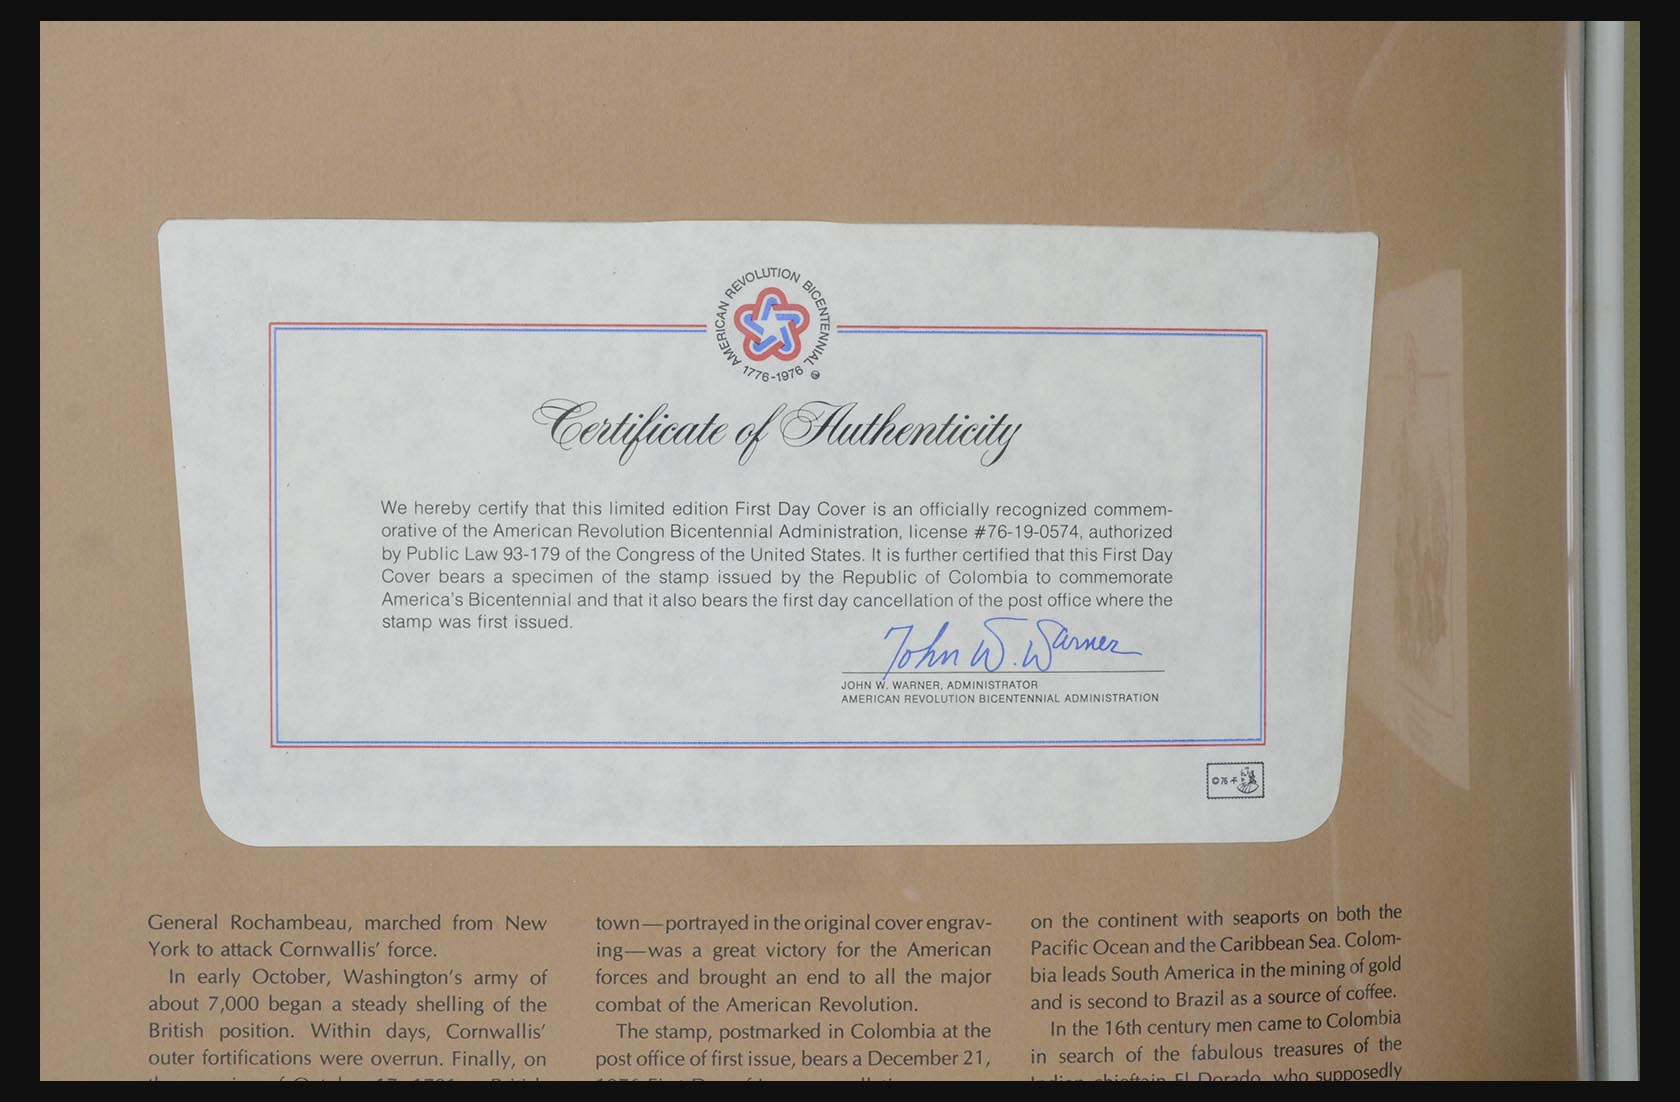 AMERICAN REVOLUTION BICENTENNIAL
1776-1976
Certificate of Authenticity
We hereby certify that this limited edition First Day Cover is an officially recognized commem-
orative of the American Revolution Bicentennial Administration, license #76-19-0574, authorized
by Public Law 93-179 of the Congress of the United States. It is further certified that this First Day
Cover bears a specimen of the stamp issued by the Republic of Colombia to commemorate
America's Bicentennial and that it also bears the first day cancellation of the post office where the
stamp was first issued.
John W. Warner
JOHN W. WARNER, ADMINISTRATOR
AMERICAN REVOLUTION BICENTENNIAL ADMINISTRATION
©76
General Rochambeau, marched from New
York to attack Cornwallis' force.
In early October, Washington's army of
about 7,000 began a steady shelling of the
British position. Within days, Cornwallis'
outer fortifications were overrun. Finally, on
town—portrayed in the original cover engrav-
ing—was a great victory for the American
forces and brought an end to all the major
combat of the American Revolution.
The stamp, postmarked in Colombia at the
post office of first issue, bears a December 21,
on the continent with seaports on both the
Pacific Ocean and the Caribbean Sea. Colom-
bia leads South America in the mining of gold
and is second to Brazil as a source of coffee.
In the 16th century men came to Colombia
in search of the fabulous treasures of the
Indian chieftain El Dorado, who supposedly